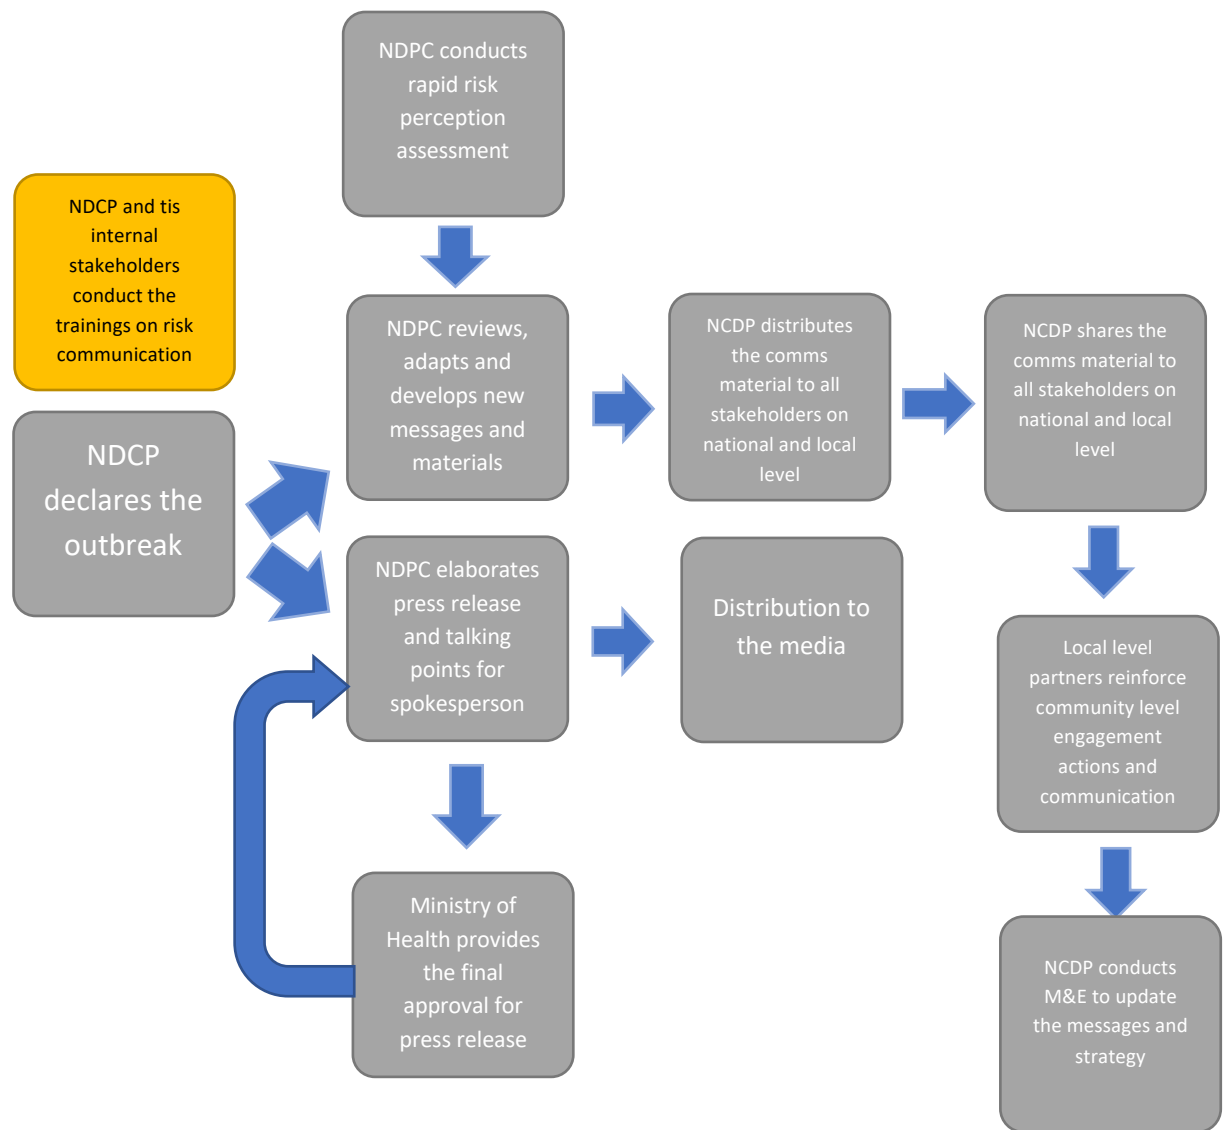 NDPC conducts
rapid risk
perception
assessment
NDCP and tis
internal
stakeholders
conduct the
trainings on risk
communication
NDPC reviews,
adapts and
develops new
messages and
materials
NCDP distributes
the comms
material to all
stakeholders on
national and local
level
NCDP shares the
comms material to
all stakeholders on
national and local
level
NDCP
declares the
outbreak
NDPC elaborates
press release
and talking
points for
spokesperson
Distribution to
the media
Local level
partners reinforce
community level
engagement
actions and
communication
Ministry of
Health provides
the final
approval for
press release
NCDP conducts
M&E to update
the messages and
strategy